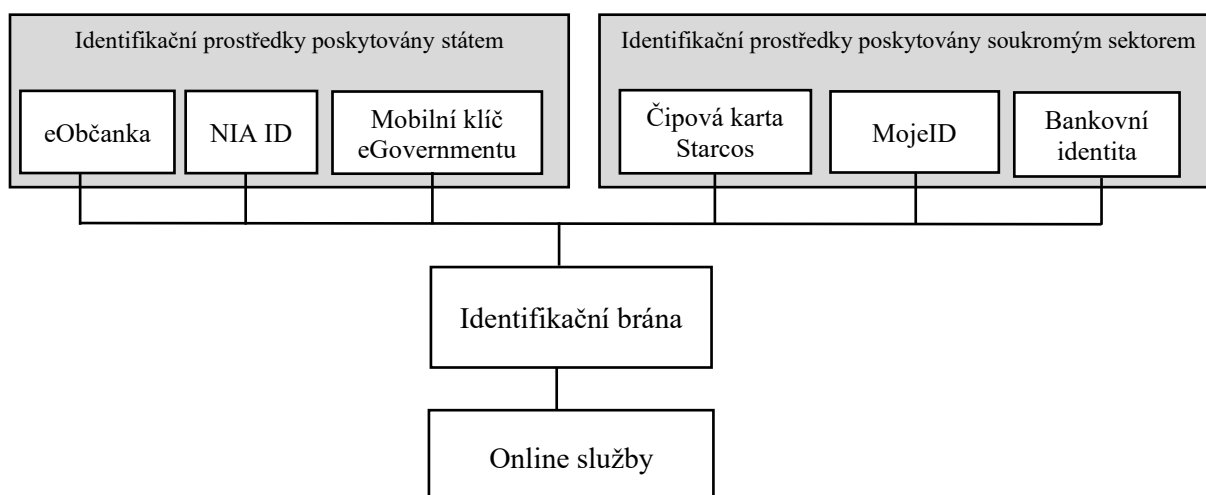 Identifikační prostředky poskytovány státem
eObčanka
NIA ID
Mobilní klíč
eGovernmentu
Identifikační prostředky poskytovány soukromým sektorem
Čipová karta
Starcos
MojeID
Bankovní
identita
Identifikační brána
Online služby